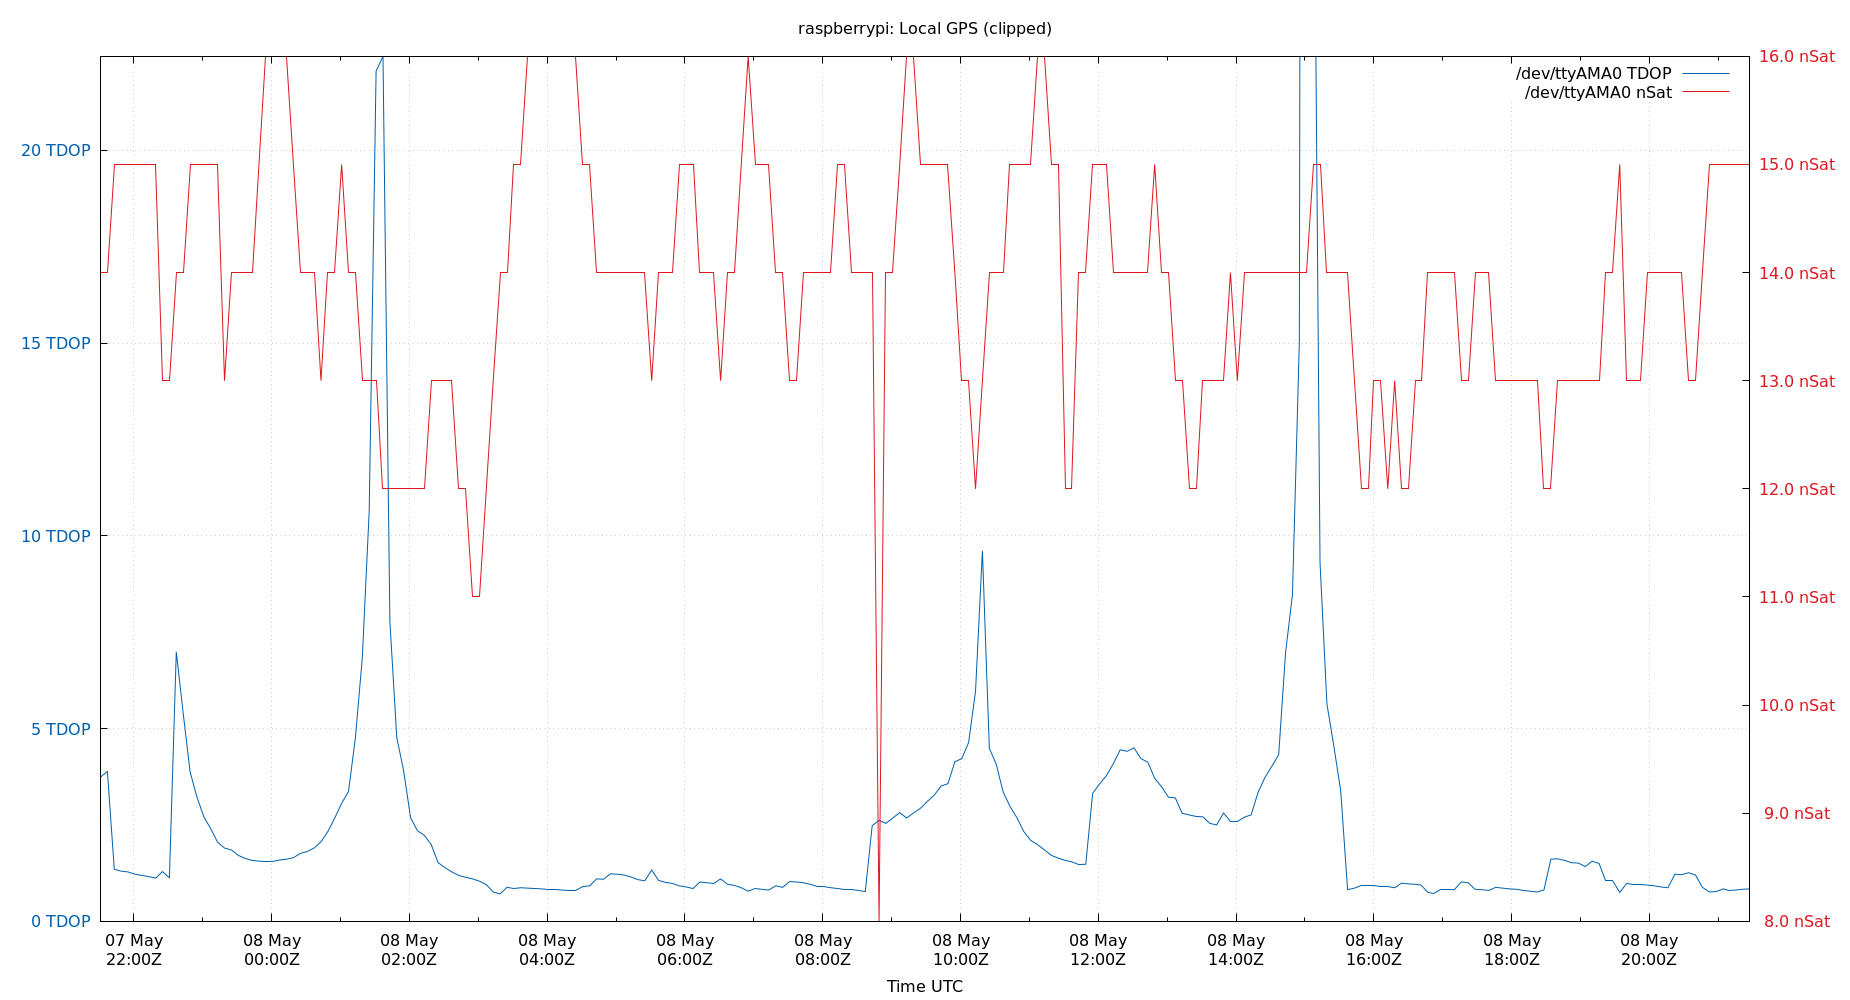 raspberrypi: Local GPS (clipped)
/dev/ttyAMA0 TDOP
/dev/ttyAMA0 nSat
20 TDOP
15 TDOP
10 TDOP
5 TDOP
0 TDOP
16.0 nSat
15.0 nSat
14.0 nSat
13.0 nSat
12.0 nSat
11.0 nSat
10.0 nSat
9.0 nSat
8.0 nSat
07 May 08 May 08 May 08 May 08 May 08 May 08 May 08 May 08 May 08 May 08 May 08 May
22:00Z 00:00Z 02:00Z 04:00Z 06:00Z 08:00Z 10:00Z 12:00Z 14:00Z 16:00Z 18:00Z 20:00Z
Time UTC